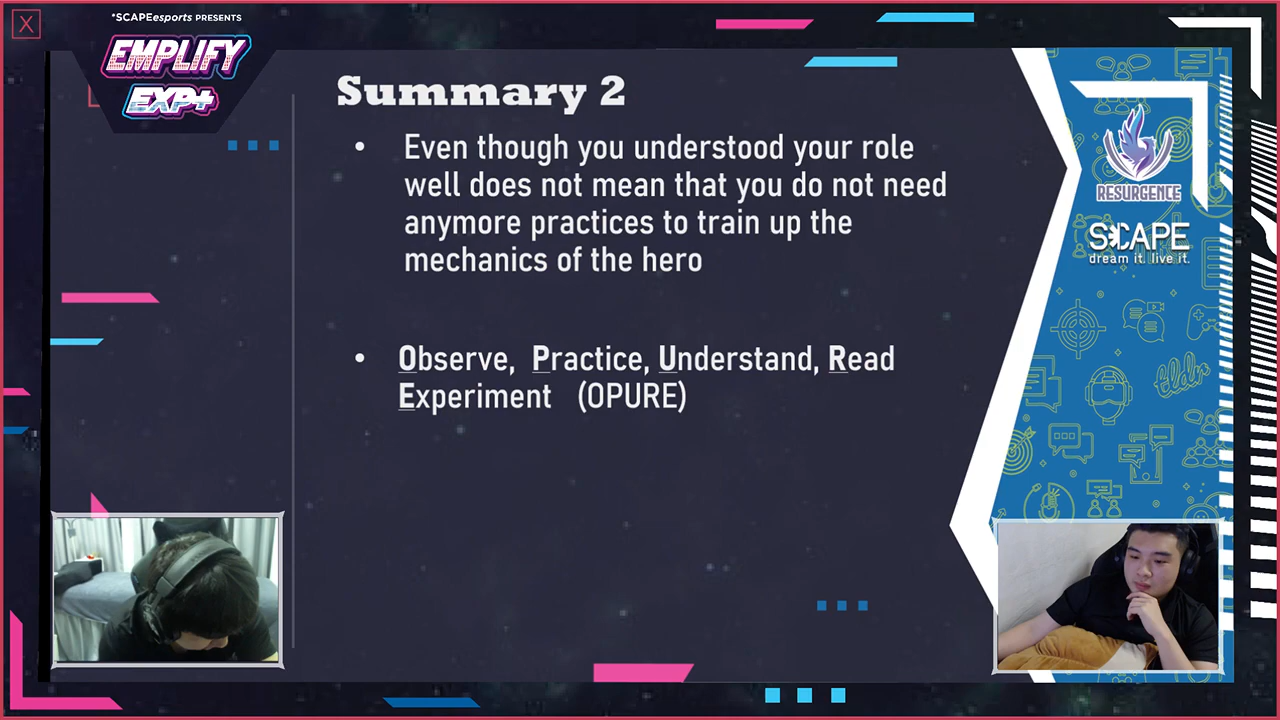 X
*SCAPEesports PRESENTS
EMPLIFY
EXP+
Summary 2
• Even though you understood your role
well does not mean that you do not need
anymore practices to train up the
mechanics of the hero
• Observe, Practice, Understand, Read
Experiment (OPURE)
RESURGENCE
S*CAPE
dream it. live it.
tldr